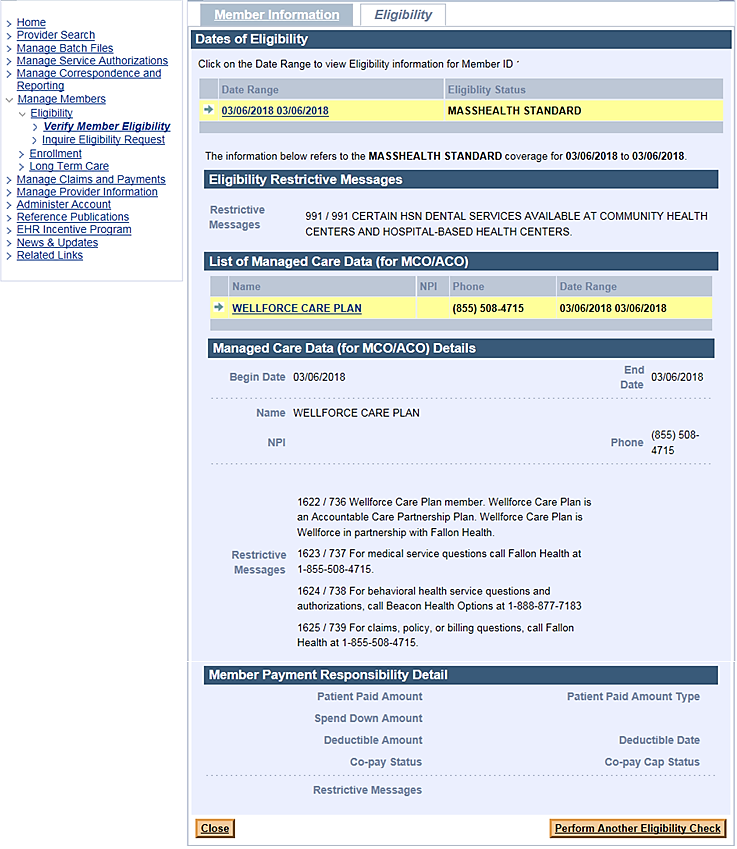 Home
Provider Search
Manage Batch Files
Manage Service Authorizations
Manage Correspondence and
Reporting
Manage Members
Eligibility
Verify Member Eligibility
Inquire Eligibility Request
Enrollment
Long Term Care
Manage Claims and Payments
Manage Provider Information
Administer Account
Reference Publications
EHR Incentive Program
News & Updates
Related Links
Member Information
Eligibility
Dates of Eligibility
Click on the Date Range to view Eligibility information for Member ID
Date Range Eligiblity Status
03/06/2018 03/06/2018 MASSHEALTH STANDARD
The information below refers to the MASSHEALTH STANDARD coverage for 03/06/2018 to 03/06/2018.
Eligibility Restrictive Messages
Restrictive
Messages
991 / 991 CERTAIN HSN DENTAL SERVICES AVAILABLE AT COMMUNITY HEALTH
CENTERS AND HOSPITAL-BASED HEALTH CENTERS.
List of Managed Care Data (for MCO/ACO)
Name NPI Phone Date Range
WELLFORCE CARE PLAN (855) 508-4715 03/06/2018 03/06/2018
Managed Care Data (for MCO/ACO) Details
Begin Date 03/06/2018
End
Date
03/06/2018
Name WELLFORCE CARE PLAN
NPI
Phone
(855) 508-
4715
Restrictive
Messages
1622 / 736 Wellforce Care Plan member. Wellforce Care Plan is
an Accountable Care Partnership Plan. Wellforce Care Plan is
Wellforce in partnership with Fallon Health.
1623 / 737 For medical service questions call Fallon Health at
1-855-508-4715.
1624 / 738 For behavioral health service questions and
authorizations, call Beacon Health Options at 1-888-877-7183
1625 / 739 For claims, policy, or billing questions, call Fallon
Health at 1-855-508-4715.
Member Payment Responsibility Detail
Patient Paid Amount Patient Paid Amount Type
Spend Down Amount
Deductible Amount Deductible Date
Co-pay Status Co-pay Cap Status
Restrictive Messages
Close Perform Another Eligibility Check